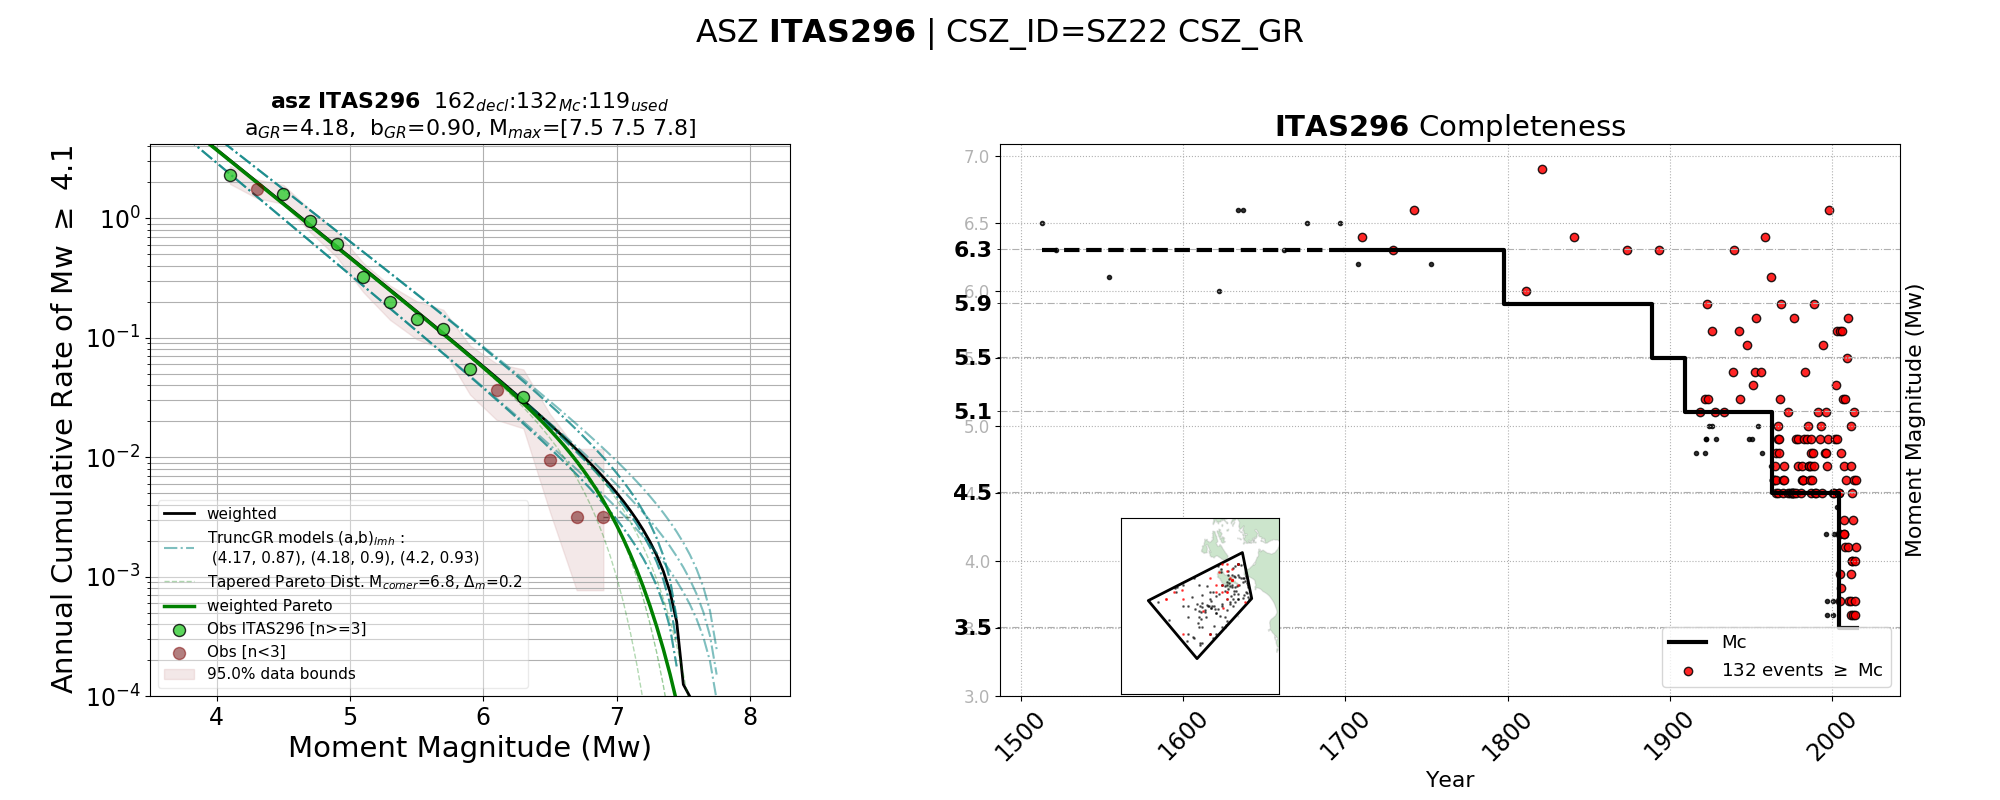 ASZ ITAS296 | CSZ_ID=SZ22 CSZ_GR
asz ITAS296 162decl:132Mc:119used
aGR=4.18, bGR=0.90, Mmax=[7.5 7.5 7.8]
Annual Cumulative Rate of Mw ≥ 4.1
10^0
10^-1
10^-2
10^-3
10^-4
weighted
TruncGR models (a,b)lmh :
(4.17, 0.87), (4.18, 0.9), (4.2, 0.93)
Tapered Pareto Dist. Mcorner=6.8, Δm=0.2
weighted Pareto
Obs ITAS296 [n>=3]
Obs [n<3]
95.0% data bounds
4 5 6 7 8
Moment Magnitude (Mw)
ITAS296 Completeness
7.0
6.5
6.3
6.0
5.9
5.5
5.1
5.0
4.5
4.0
3.5
3.0
Mc
132 events ≥ Mc
1500 1600 1700 1800 1900 2000
Year
Moment Magnitude (Mw)